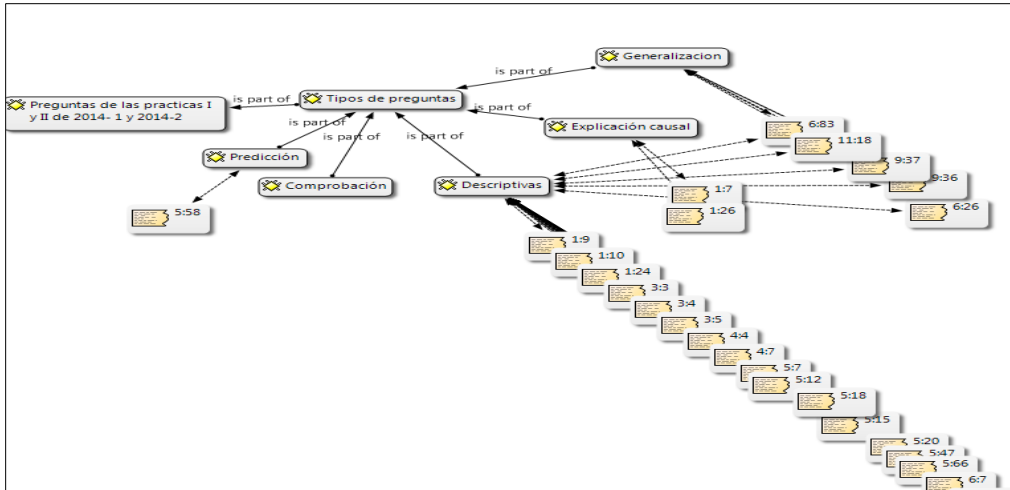 Generalizacion
is part of
Preguntas de las practicas I
y II de 2014- 1 y 2014-2
is part of
Tipos de preguntas
is part of
Explicación causal
is part of
is part of
is part of
Predicción
Comprobación
Descriptivas
6:83
11:18
9:37
9:36
6:26
1:7
1:26
5:58
1:9
1:10
1:24
3:3
3:4
3:5
4:4
4:7
5:7
5:12
5:18
5:15
5:20
5:47
5:66
6:7